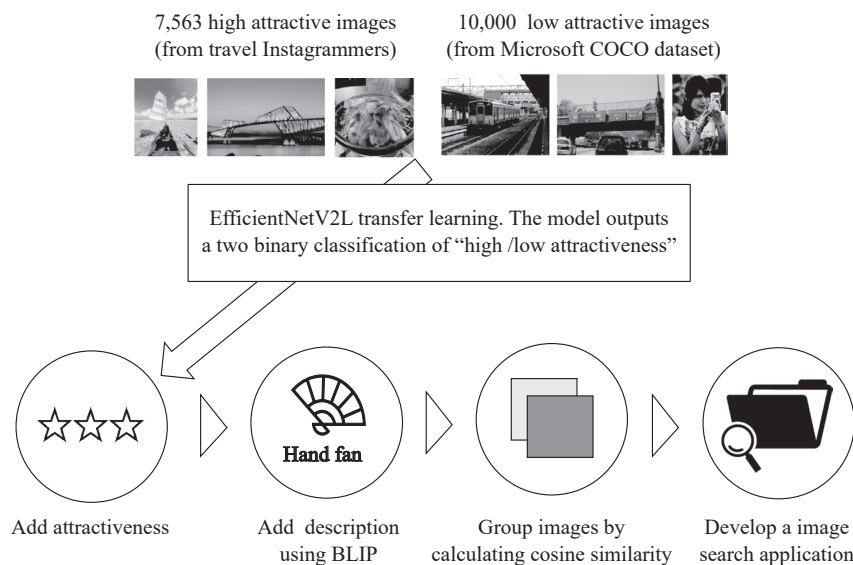 7,563 high attractive images
(from travel Instagrammers)
10,000 low attractive images
(from Microsoft COCO dataset)
EfficientNetV2L transfer learning. The model outputs
a two binary classification of “high /low attractiveness”
Hand fan
Add attractiveness
Add description
using BLIP
Group images by
calculating cosine similarity
Develop a image
search application